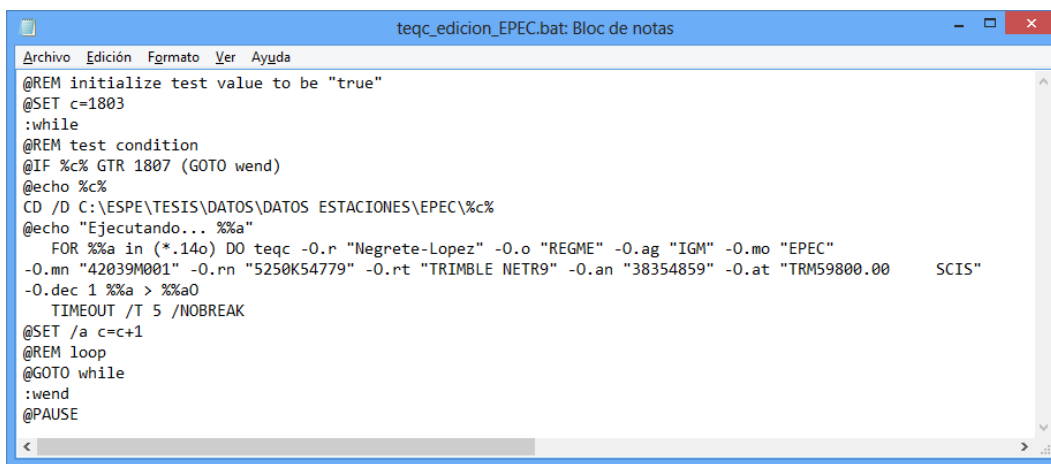 teqc_edicion_EPEC.bat: Bloc de notas
Archivo Edición Formato Ver Ayuda
@REM initialize test value to be "true"
@SET c=1803
:while
@REM test condition
@IF %c% GTR 1807 (GOTO wend)
@echo %c%
CD /D C:\ESPE\TESIS\DATOS\DATOS ESTACIONES\EPEC\%c%
@echo "Ejecutando... %%a"
   FOR %%a in (*.14o) DO teqc -O.r "Negrete-Lopez" -O.o "REGME" -O.ag "IGM" -O.mo "EPEC"
-O.mn "42039M001" -O.rn "5250K54779" -O.rt "TRIMBLE NETR9" -O.an "38354859" -O.at "TRM59800.00     SCIS"
-O.dec 1 %%a > %%aO
   TIMEOUT /T 5 /NOBREAK
@SET /a c=c+1
@REM loop
@GOTO while
:wend
@PAUSE